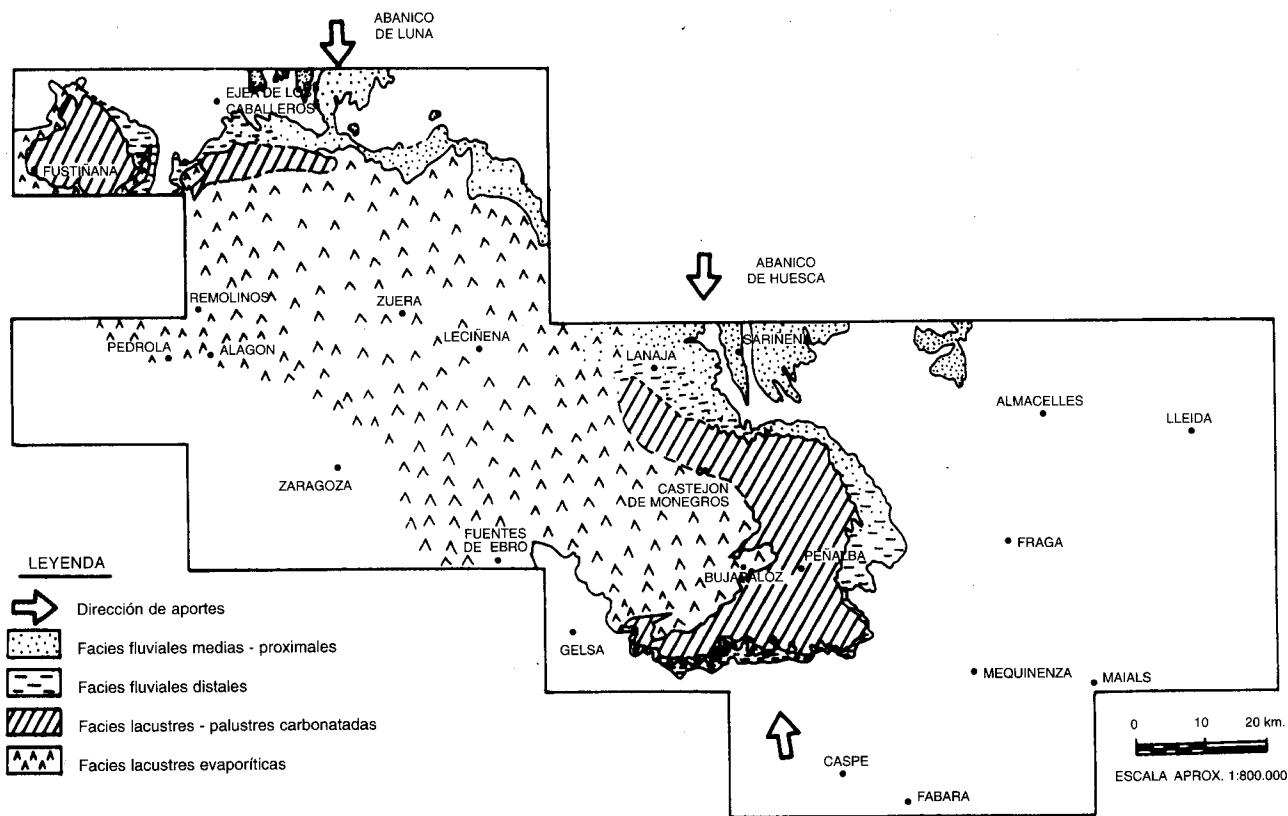 ABANICO
DE LUNA
EJEA DE LOS
CABALLEROS
FUSTIÑANA
ABANICO
DE HUESCA
REMOLINOS
ZUERA
PEDROLA
ALAGON
LECIÑENA
LANAJA
SARIÑENA
ALMACELLES
LLEIDA
ZARAGOZA
CASTEJON
DE MONEGROS
FUENTES
DE EBRO
BUJARALOZ
PEÑALBA
FRAGA
GELSA
MEQUINENZA
MAIALS
CASPE
FABARA
LEYENDA
Dirección de aportes
Facies fluviales medias - proximales
Facies fluviales distales
Facies lacustres - palustres carbonatadas
Facies lacustres evaporíticas
0 10 20 km.
ESCALA APROX. 1:800.000